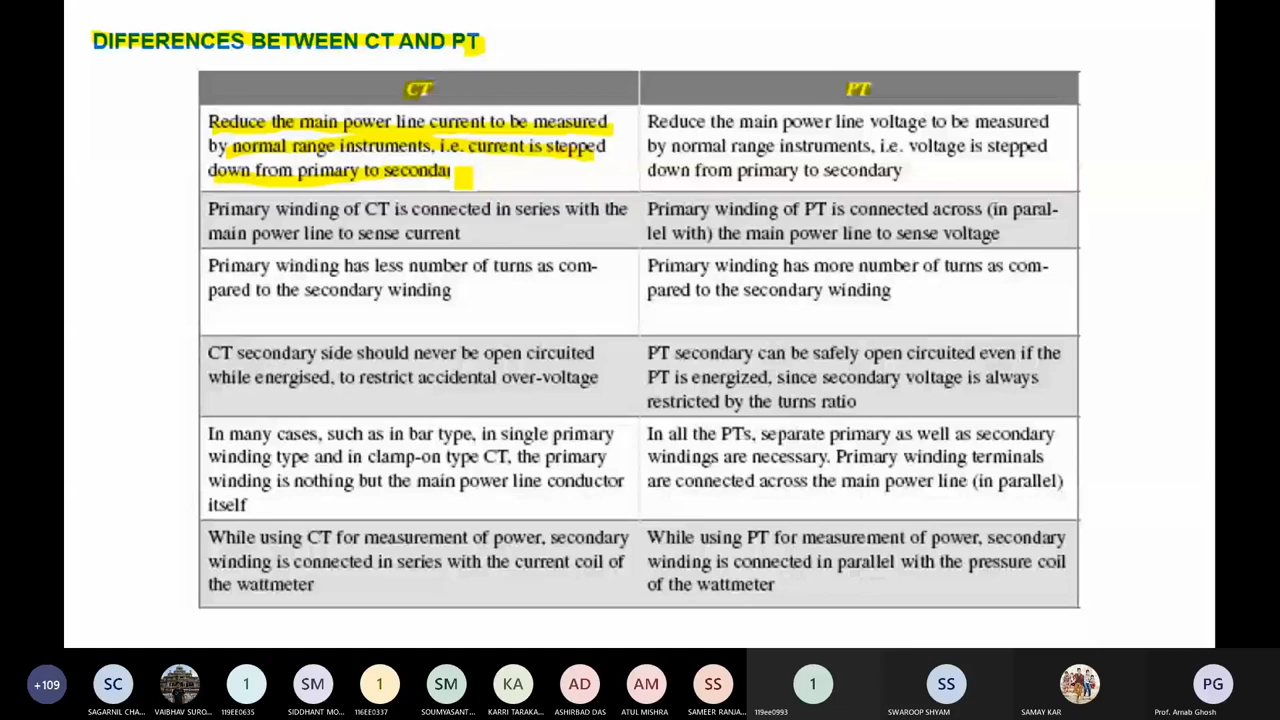 DIFFERENCES BETWEEN CT AND PT
CT
PT
Reduce the main power line current to be measured
by normal range instruments, i.e. current is stepped
down from primary to seconda
Reduce the main power line voltage to be measured
by normal range instruments, i.e. voltage is stepped
down from primary to secondary
Primary winding of CT is connected in series with the
main power line to sense current
Primary winding of PT is connected across (in paral-
lel with) the main power line to sense voltage
Primary winding has less number of turns as com-
pared to the secondary winding
Primary winding has more number of turns as com-
pared to the secondary winding
CT secondary side should never be open circuited
while energised, to restrict accidental over-voltage
PT secondary can be safely open circuited even if the
PT is energized, since secondary voltage is always
restricted by the turns ratio
In many cases, such as in bar type, in single primary
winding type and in clamp-on type CT, the primary
winding is nothing but the main power line conductor
itself
In all the PTs, separate primary as well as secondary
windings are necessary. Primary winding terminals
are connected across the main power line (in parallel)
While using CT for measurement of power, secondary
winding is connected in series with the current coil of
the wattmeter
While using PT for measurement of power, secondary
winding is connected in parallel with the pressure coil
of the wattmeter
+109
SC
1
SM
1
SM
KA
AD
AM
SS
1
SS
PG
SAGARNIL CHA...
VAIBHAV SURO...
119EE0635
SIDDHANT MO...
116EE0337
SOUMYASANT...
KARRI TARAKA...
ASHIRBAD DAS
ATUL MISHRA
SAMEER RANJA...
119ee0993
SWAROOP SHYAM
SAMAY KAR
Prof. Arnab Ghosh